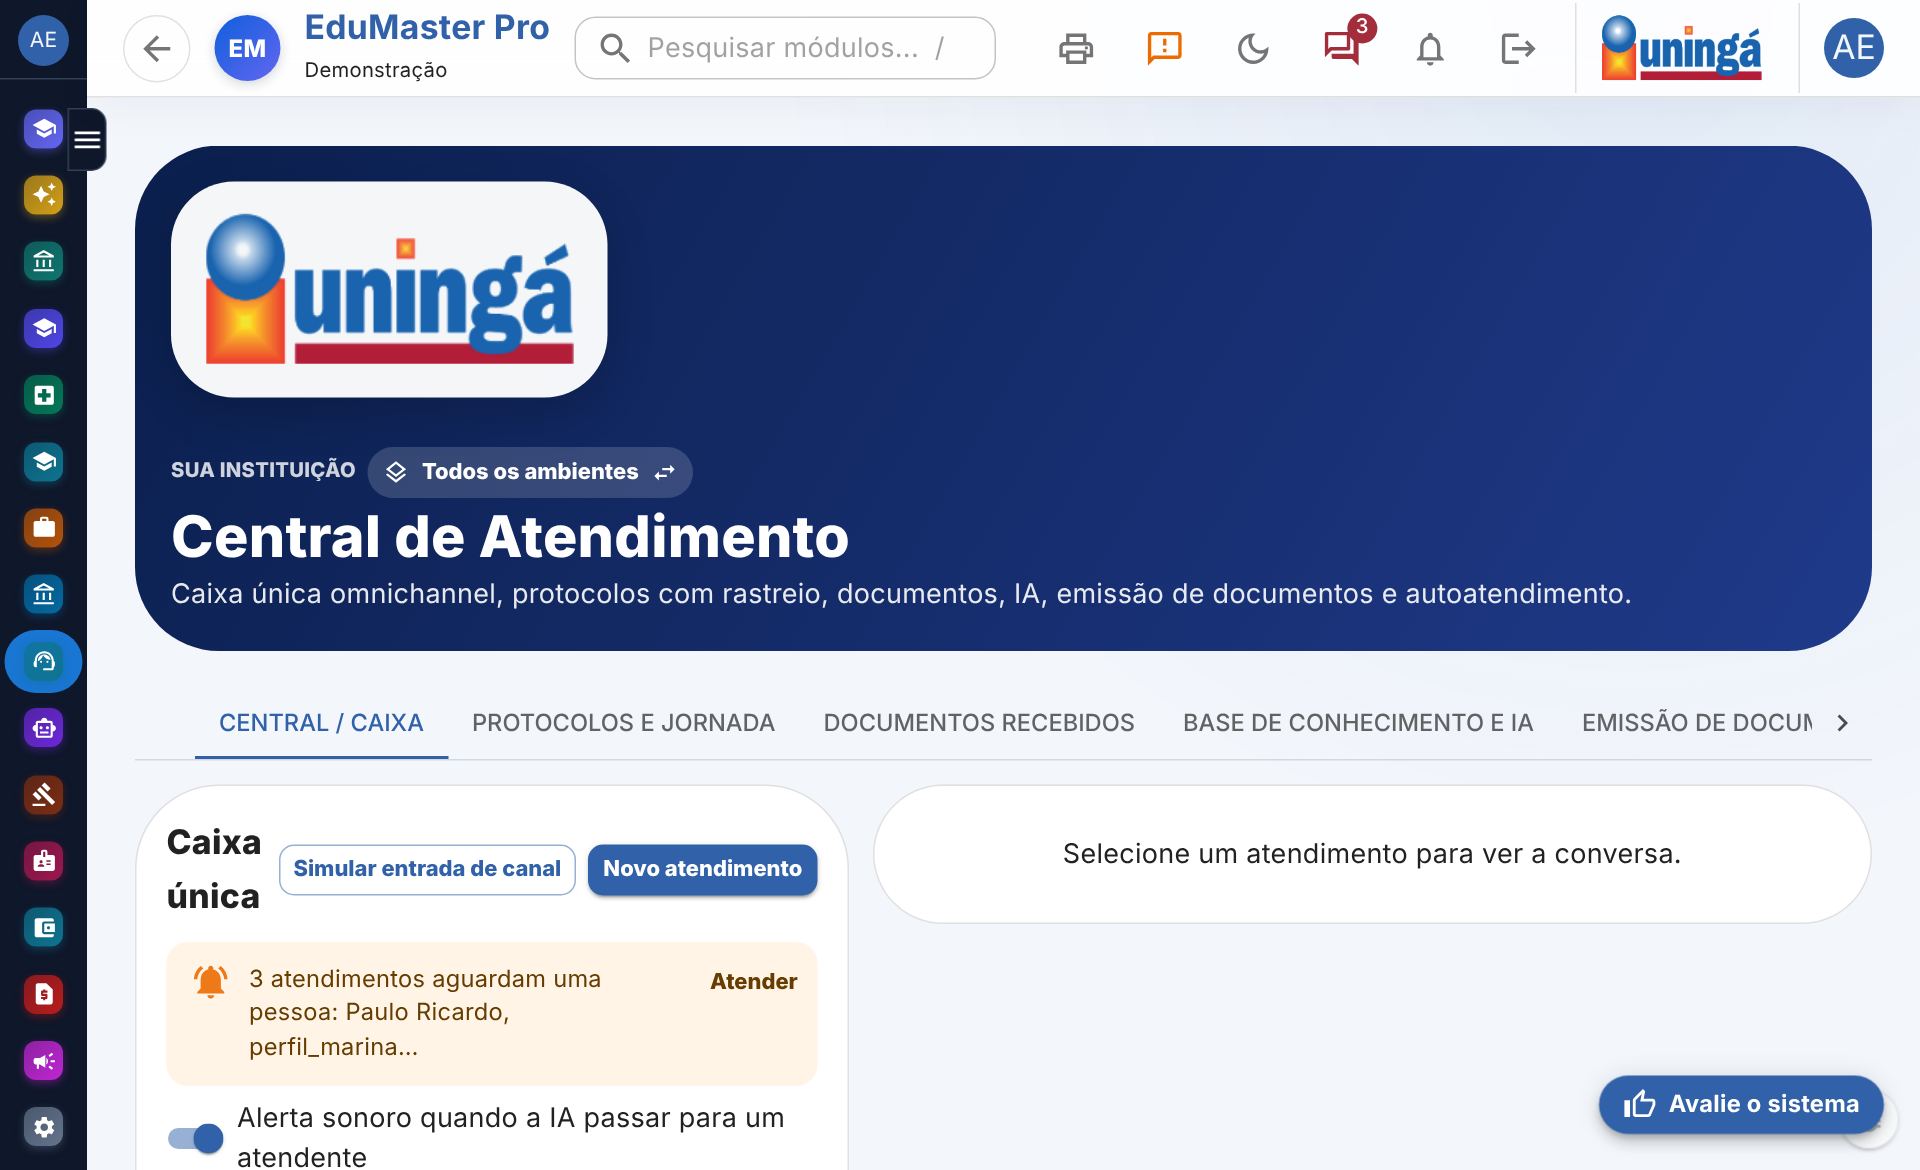 AE
EM
EduMaster Pro
Demonstração
Pesquisar módulos... /
3
uningá
AE
uningá
SUA INSTITUIÇÃO
Todos os ambientes
Central de Atendimento
Caixa única omnichannel, protocolos com rastreio, documentos, IA, emissão de documentos e autoatendimento.
CENTRAL / CAIXA
PROTOCOLOS E JORNADA
DOCUMENTOS RECEBIDOS
BASE DE CONHECIMENTO E IA
EMISSÃO DE DOCUM
Caixa
única
Simular entrada de canal
Novo atendimento
Selecione um atendimento para ver a conversa.
3 atendimentos aguardam uma
pessoa: Paulo Ricardo,
perfil_marina...
Atender
Alerta sonoro quando a IA passar para um
atendente
Avalie o sistema